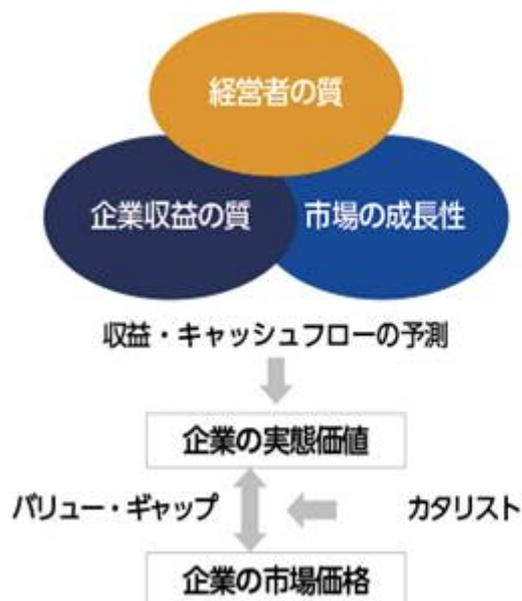 経営者の質
企業収益の質
市場の成長性
収益・キャッシュフローの予測
企業の実態価値
バリュー・ギャップ
カタリスト
企業の市場価格